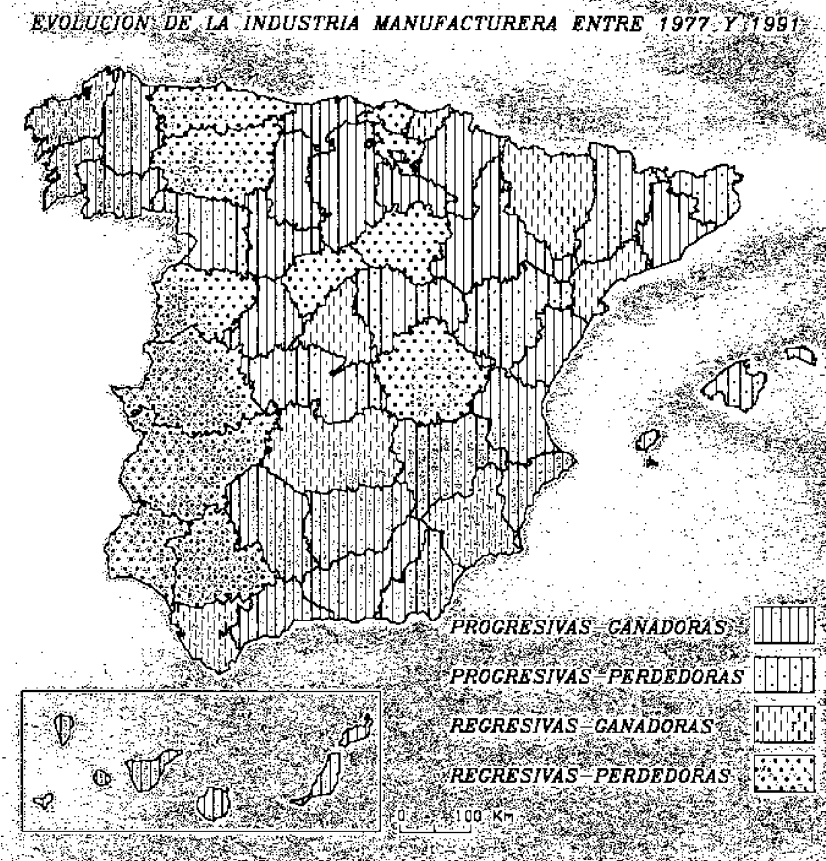 EVOLUCION DE LA INDUSTRIA MANUFACTURERA ENTRE 1977 Y 1991
PROGRESIVAS-GANADORAS
PROGRESIVAS-PERDEDORAS
REGRESIVAS-GANADORAS
REGRESIVAS-PERDEDORAS
0 100 Km